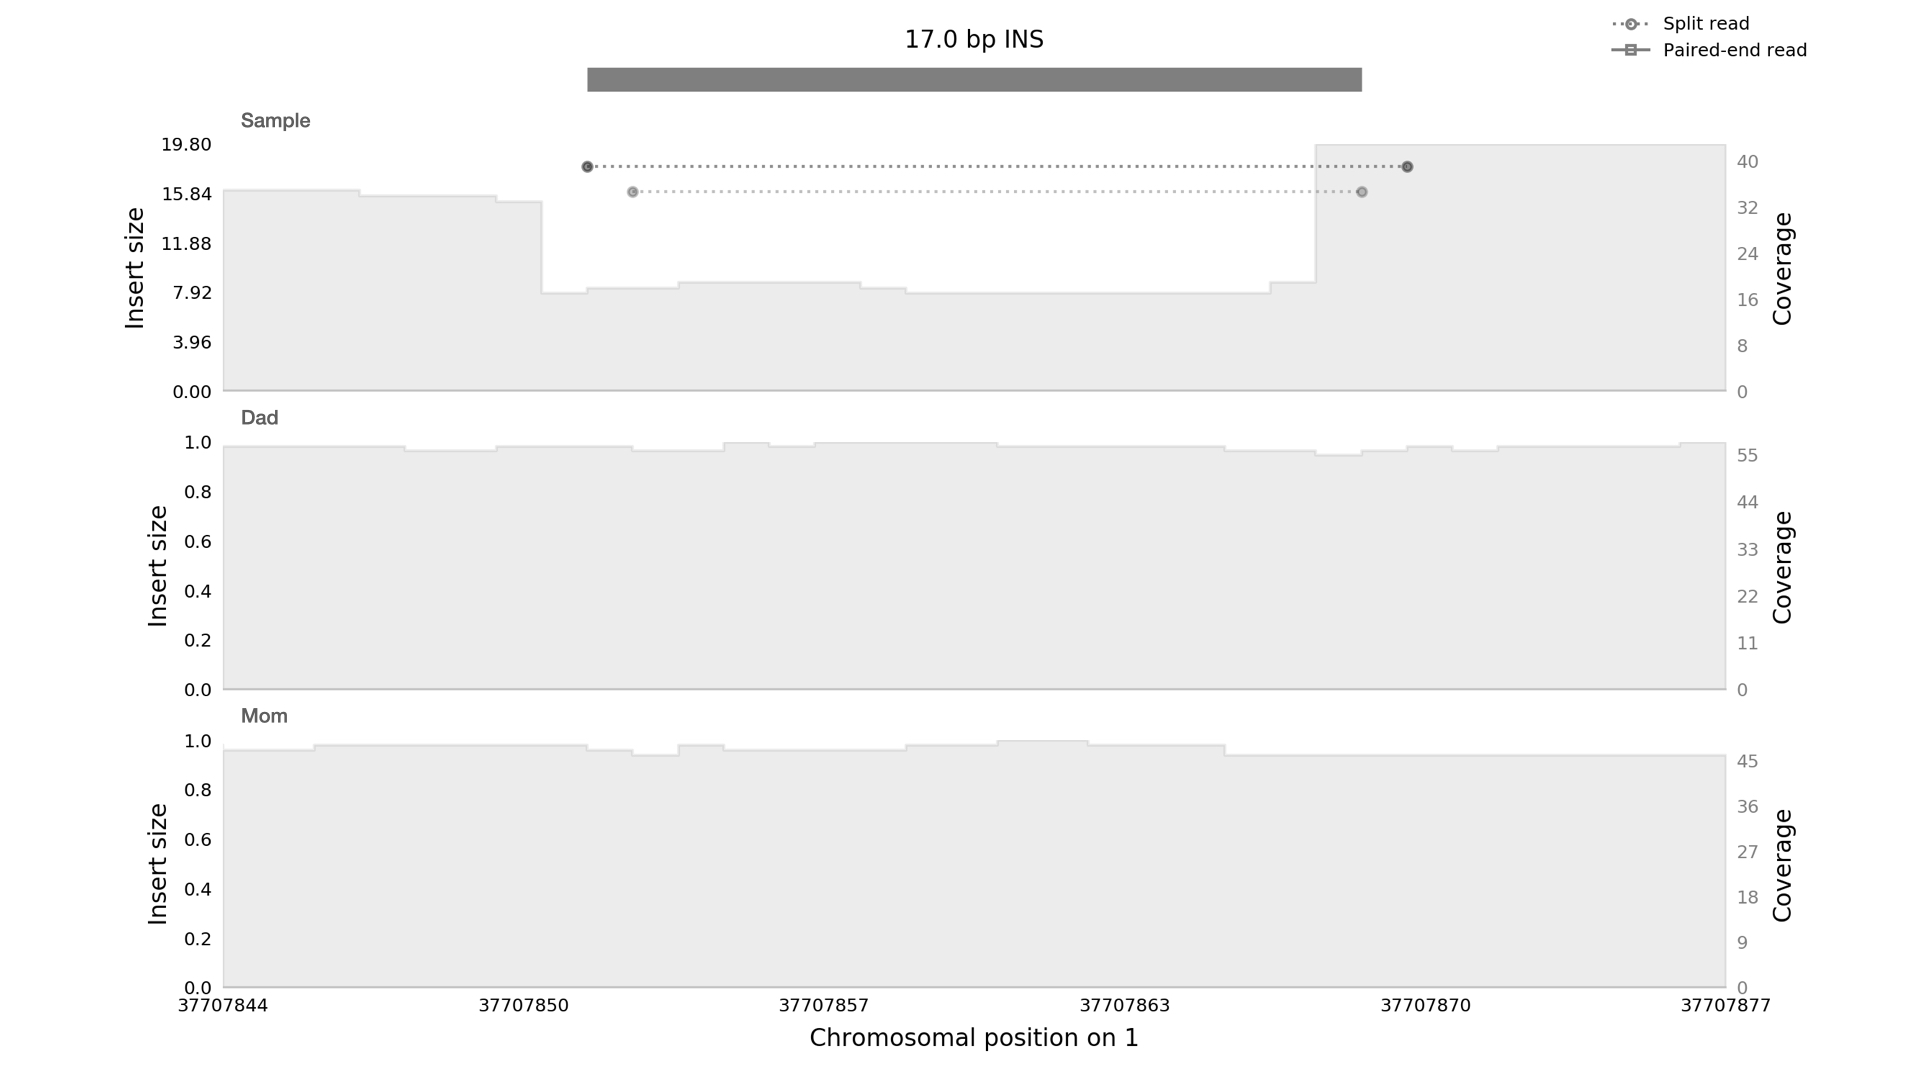 Split read
Paired-end read
17.0 bp INS
Sample
19.80
15.84
11.88
7.92
3.96
0.00
Insert size
40
32
24
16
8
0
Coverage
Dad
1.0
0.8
0.6
0.4
0.2
0.0
Insert size
55
44
33
22
11
0
Coverage
Mom
1.0
0.8
0.6
0.4
0.2
0.0
Insert size
45
36
27
18
9
0
Coverage
37707844 37707850 37707857 37707863 37707870 37707877
Chromosomal position on 1